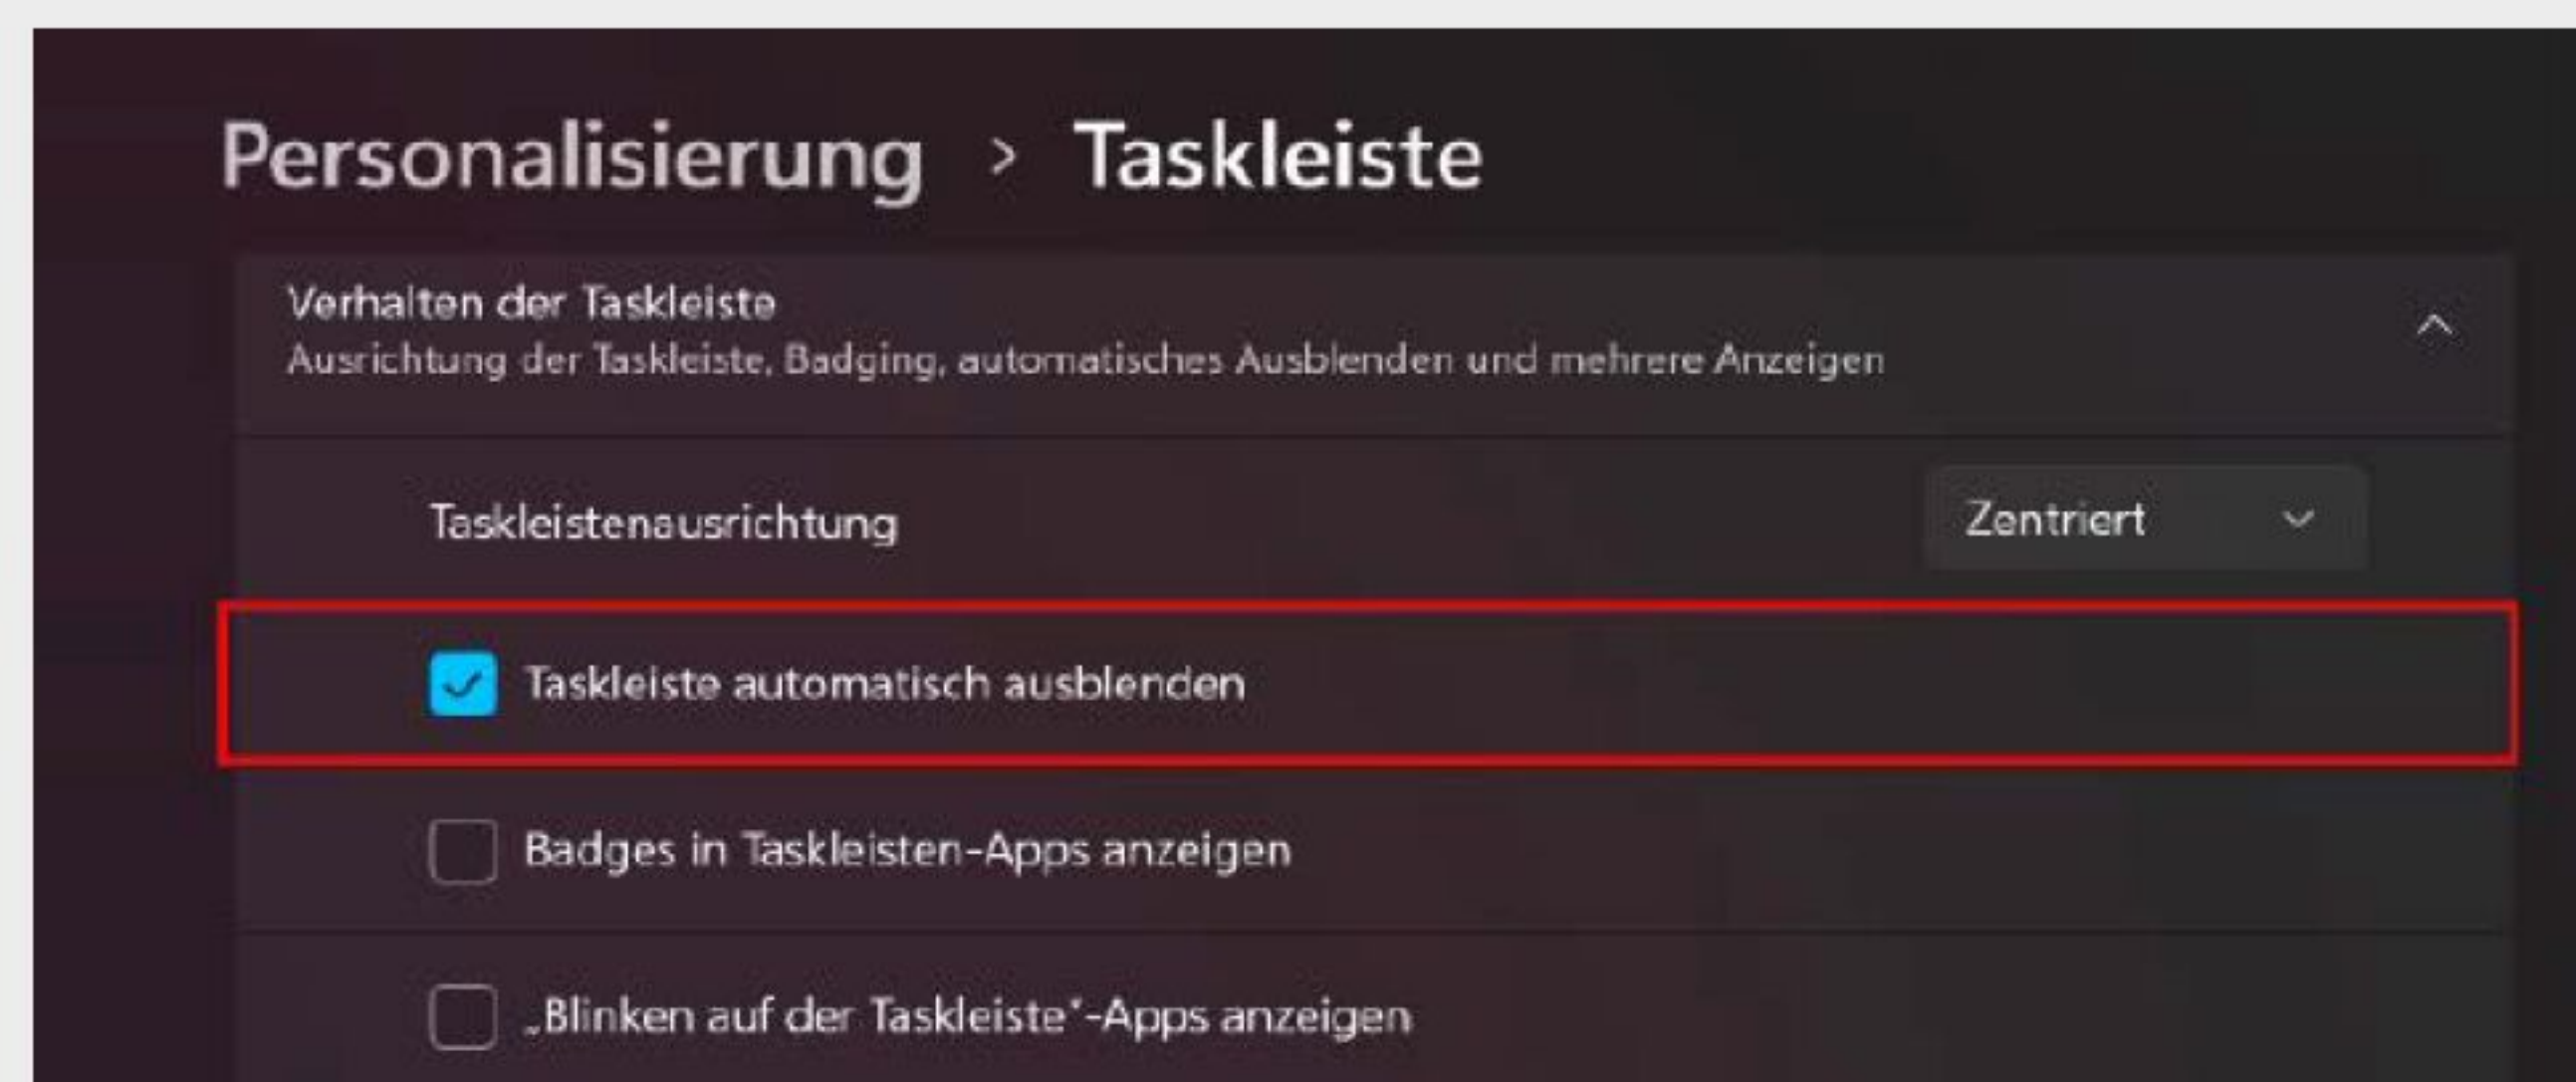 Personalisierung > Taskleiste
Verhalten der Taskleiste
Ausrichtung der Taskleiste, Badging, automatisches Ausblenden und mehrere Anzeigen
Taskleistenausrichtung Zentriert
Taskleiste automatisch ausblenden
Badges in Taskleisten-Apps anzeigen
„Blinken auf der Taskleiste“-Apps anzeigen